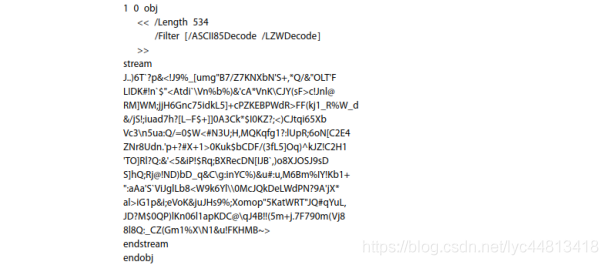 1 0 obj
<< /Length 534
/Filter [/ASCII85Decode /LZWDecode]
>>
stream
J..)6T`?p&<!J9%_[umg"B7/Z7KNXbN'S+,*Q/&"OLT'F
LIDK#!n`$"<Atdi`\Vn%b%)&'cA*VnK\CJY(sF>c!Jnl@
RM]WM;jjH6Gnc75idkL5]+cPZKEBPWdR>FF(kj1_R%W_d
&/jS!;iuad7h?[L−F$+]]0A3Ck*$I0KZ?;<)CJtqi65Xb
Vc3\n5ua:Q/=0$W<#N3U;H,MQKqfg1?:lUpR;6oN[C2E4
ZNr8Udn.'p+?#X+1>0Kuk$bCDF/(3fL5]Oq)^kJZ!C2H1
'TO]Rl?Q:&'<5&iP!$Rq;BXRecDN[IJB`,)o8XJOSJ9sD
S]hQ;Rj@!ND)bD_q&C\g:inYC%)&u#:u,M6Bm%IY!Kb1+
":aAa'S`ViJglLb8<W9k6Yl\\0McJQkDeLWdPN?9A'jX*
al>iG1p&i;eVoK&juJHs9%;Xomop"5KatWRT"JQ#qYuL,
JD?M$0QP)lKn06l1apKDC@\qJ4B!!(5m+j.7F790m(Vj8
8l8Q:_CZ(Gm1%X\N1&u!FKHMB~>
endstream
endobj
https://blog.csdn.net/lyc44813418